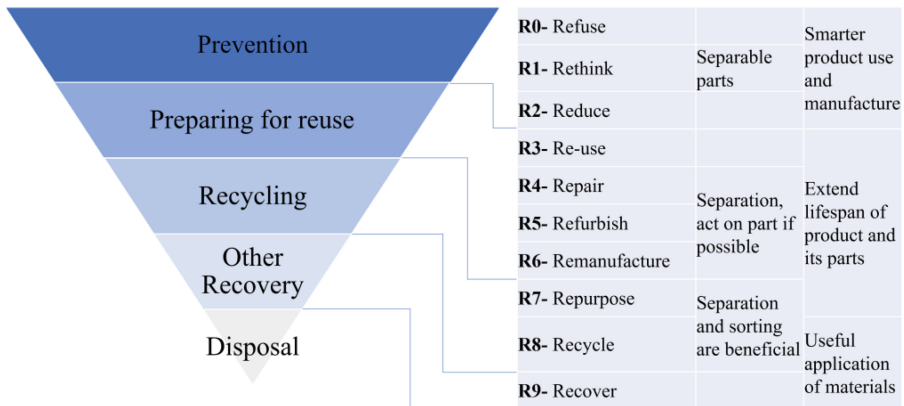 Prevention
Preparing for reuse
Recycling
Other
Recovery
Disposal
R0- Refuse
R1- Rethink
R2- Reduce
R3- Re-use
R4- Repair
R5- Refurbish
R6- Remanufacture
R7- Repurpose
R8- Recycle
R9- Recover
Separable
parts
Separation,
act on part if
possible
Separation
and sorting
are beneficial
Smarter
product use
and
manufacture
Extend
lifespan of
product and
its parts
Useful
application
of materials